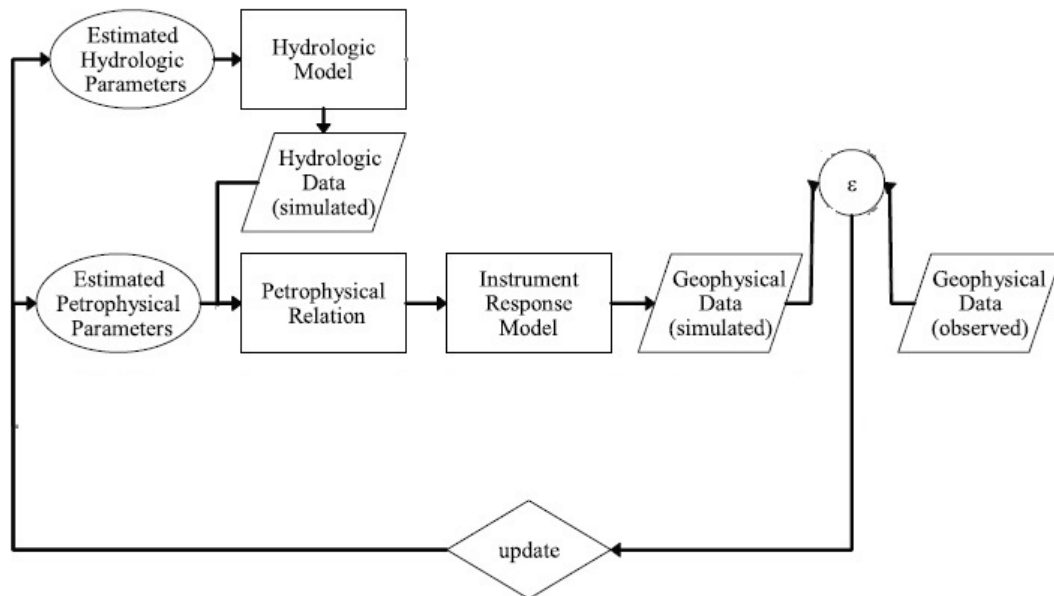 Estimated
Hydrologic
Parameters
Hydrologic
Model
Hydrologic
Data
(simulated)
ε
Estimated
Petrophysical
Parameters
Petrophysical
Relation
Instrument
Response
Model
Geophysical
Data
(simulated)
Geophysical
Data
(observed)
update